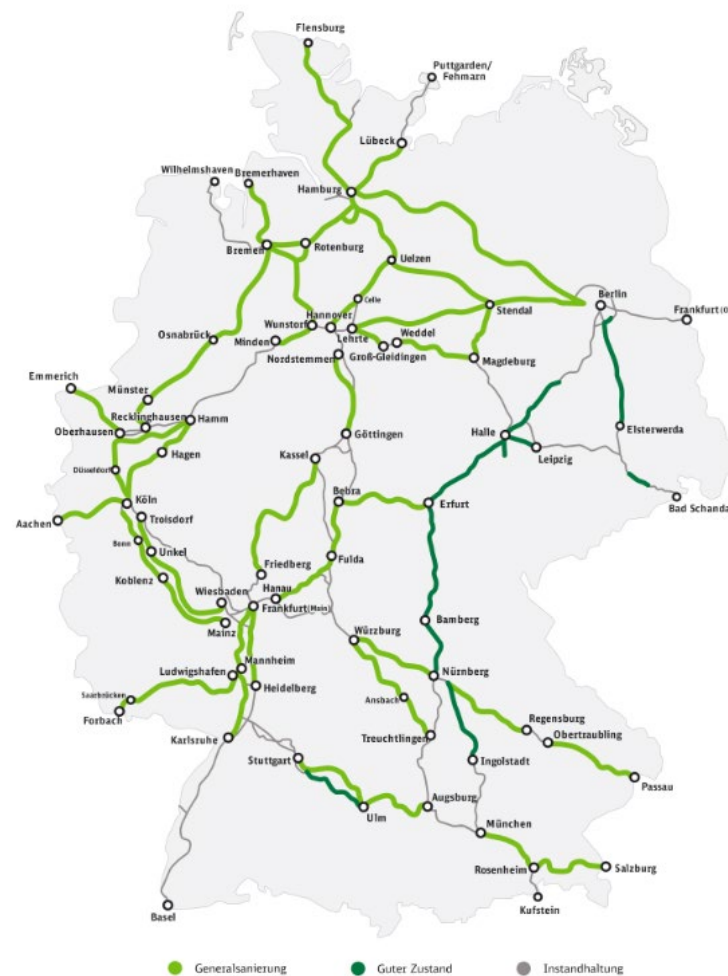 Flensburg
Puttgarden/
Fehmarn
Lübeck
Wilhelmshaven
Bremerhaven
Hamburg
Bremen
Rotenburg
Uelzen
Celle
Stendal
Berlin
Frankfurt(O
Wunstorf
Hannover
Lehrte
Weddel
Osnabrück
Minden
Nordstemmen
Groß-Gleidingen
Magdeburg
Emmerich
Münster
Recklinghausen
Hamm
Oberhausen
Göttingen
Halle
Leipzig
Elsterwerda
Düsseldorf
Hagen
Kassel
Köln
Bebra
Erfurt
Bad Schanda
Aachen
Troisdorf
Bonn
Unkel
Fulda
Koblenz
Friedberg
Wiesbaden
Hanau
Frankfurt(Main)
Mainz
Würzburg
Bamberg
Ludwigshafen
Mannheim
Nürnberg
Saarbrücken
Heidelberg
Ansbach
Forbach
Regensburg
Karlsruhe
Treuchtlingen
Obertraubling
Stuttgart
Ingolstadt
Passau
Ulm
Augsburg
München
Rosenheim
Salzburg
Basel
Kufstein
Generalsanierung
Guter Zustand
Instandhaltung